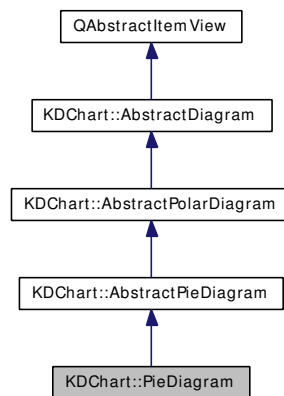 QAbstractItemView
KDChart::AbstractDiagram
KDChart::AbstractPolarDiagram
KDChart::AbstractPieDiagram
KDChart::PieDiagram